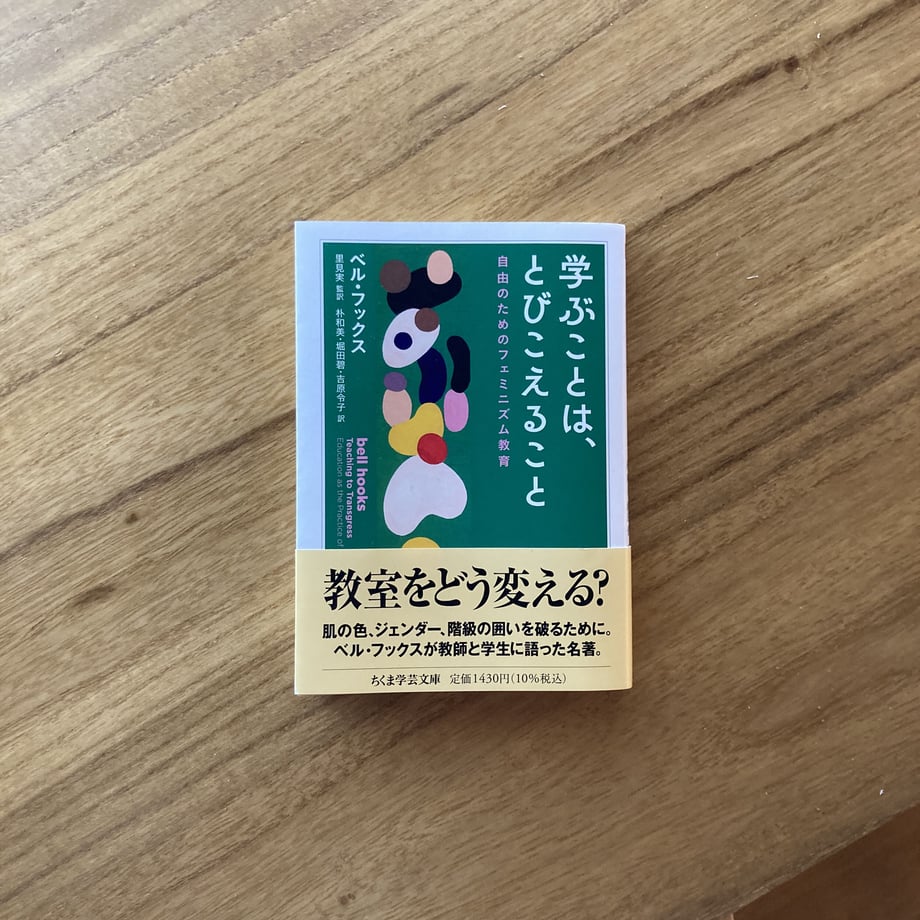 学ぶことは、
とびこえること
自由のためのフェミニズム教育
ベル・フックス
里見実 監訳 朴和美・堀田碧・吉原令子 訳
bell hooks
Teaching to Transgress
Education as the Practice of
教室をどう変える?
肌の色、ジェンダー、階級の囲いを破るために。
ベル・フックスが教師と学生に語った名著。
ちくま学芸文庫 定価1430円(10%税込)